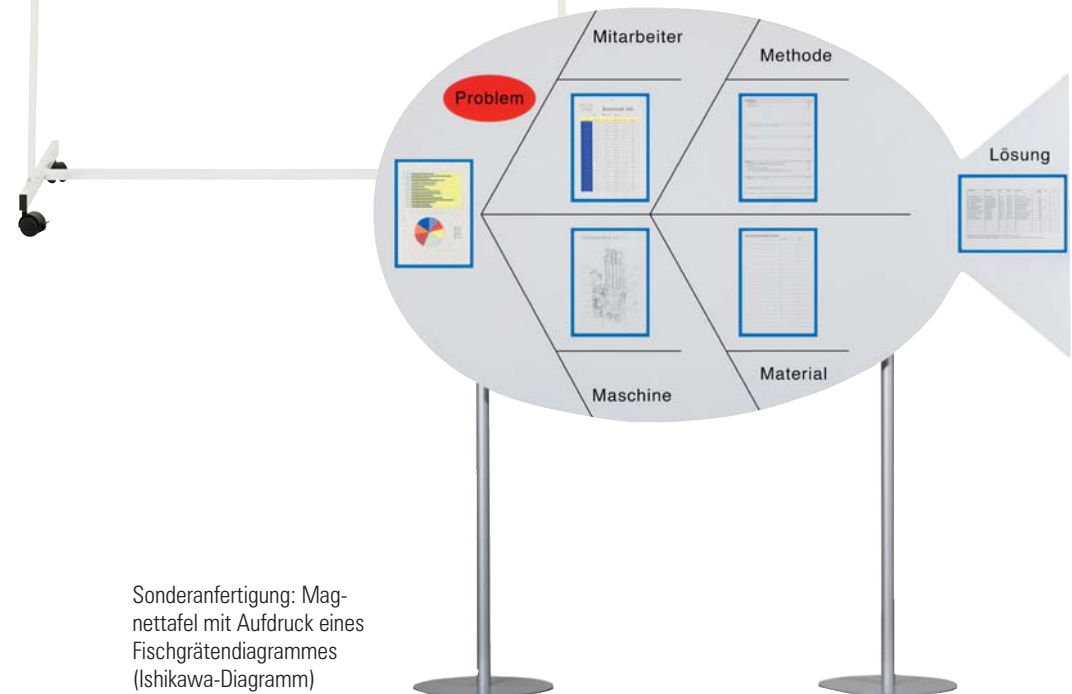 Mitarbeiter
Methode
Problem
Lösung
Maschine
Material
Sonderanfertigung: Mag-
nettafel mit Aufdruck eines
Fischgrätendiagrammes
(Ishikawa-Diagramm)